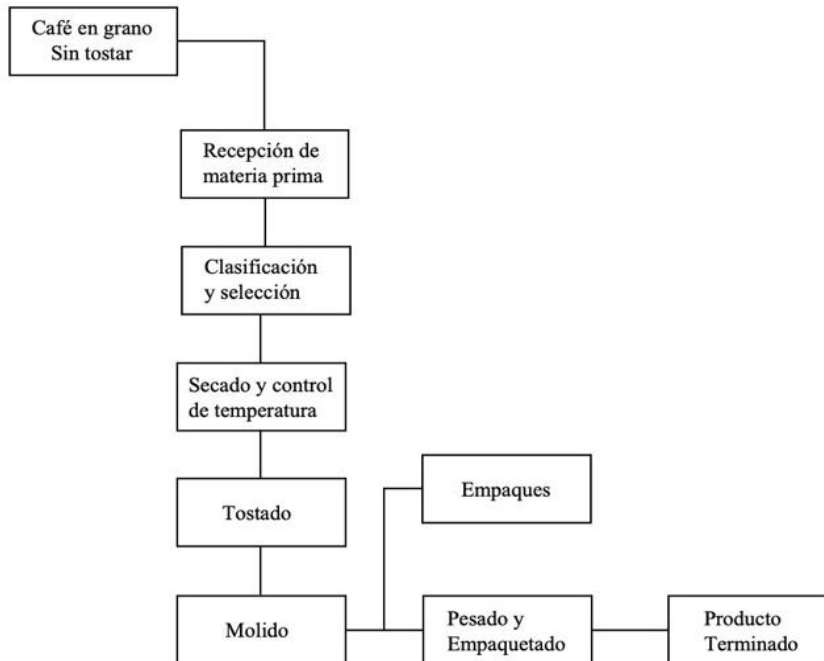 Café en grano
Sin tostar
Recepción de
materia prima
Clasificación
y selección
Secado y control
de temperatura
Tostado
Empaques
Molido
Pesado y
Empaquetado
Producto
Terminado